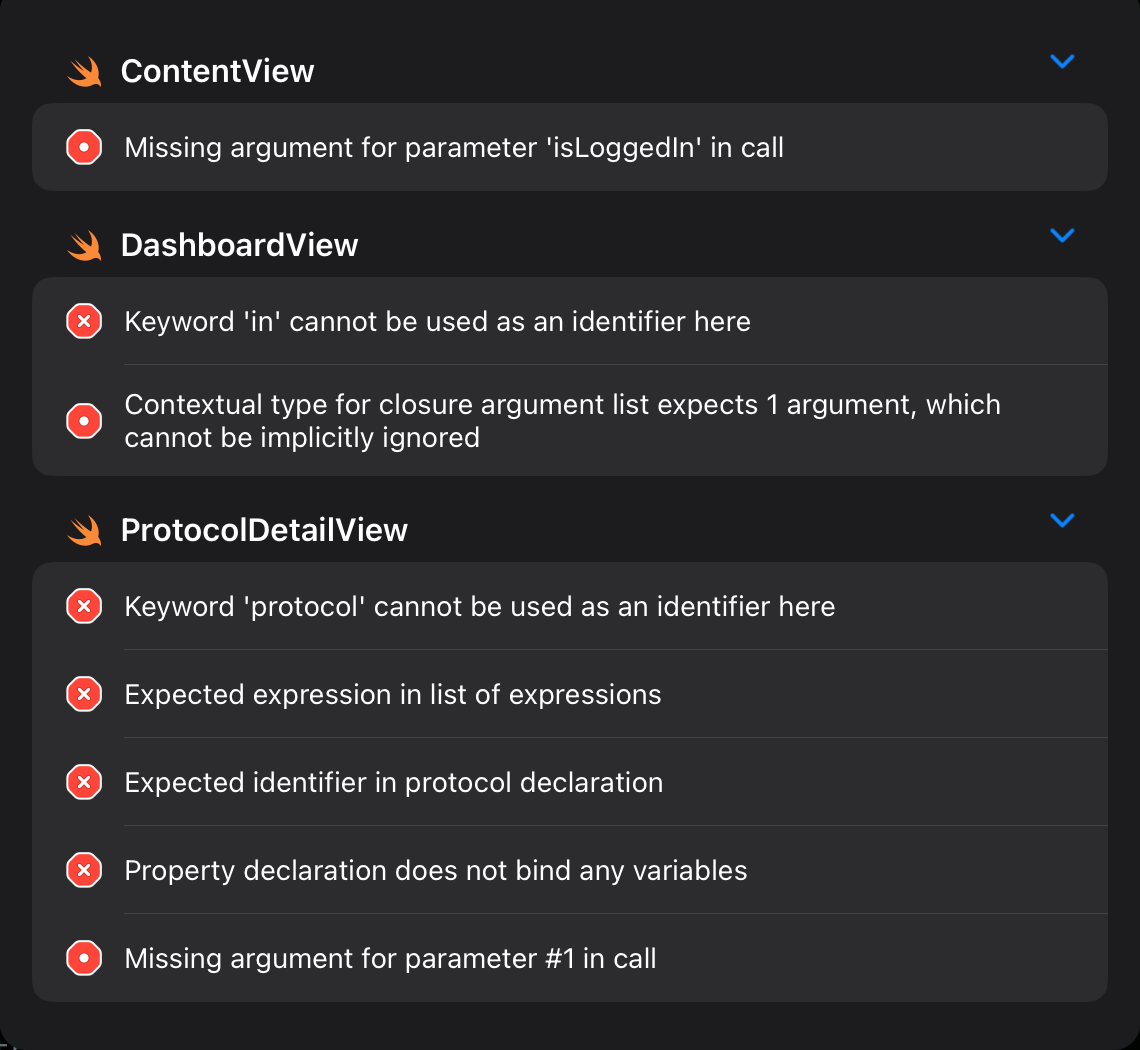 ContentView
Missing argument for parameter 'isLoggedIn' in call
DashboardView
Keyword 'in' cannot be used as an identifier here
Contextual type for closure argument list expects 1 argument, which
cannot be implicitly ignored
ProtocolDetailView
Keyword 'protocol' cannot be used as an identifier here
Expected expression in list of expressions
Expected identifier in protocol declaration
Property declaration does not bind any variables
Missing argument for parameter #1 in call